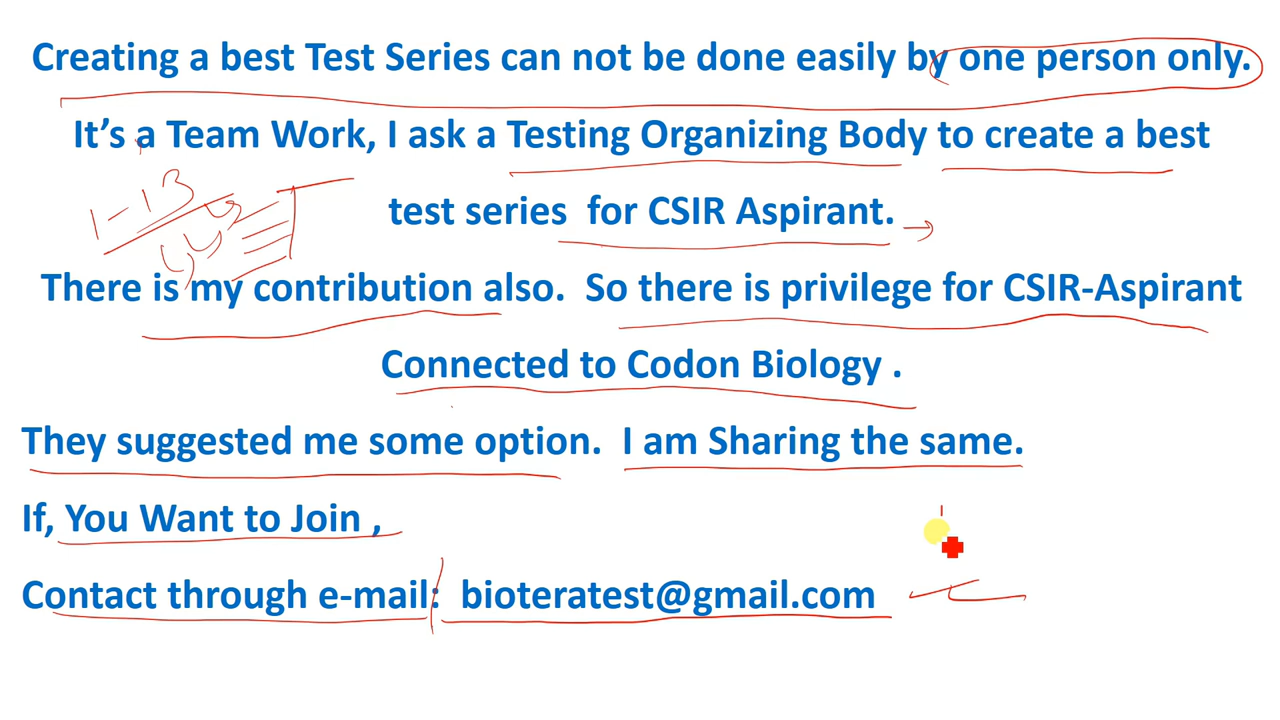 Creating a best Test Series can not be done easily by one person only.
It’s a Team Work, I ask a Testing Organizing Body to create a best
test series for CSIR Aspirant.
1-13
There is my contribution also. So there is privilege for CSIR-Aspirant
Connected to Codon Biology .
They suggested me some option. I am Sharing the same.
If, You Want to Join ,
Contact through e-mail: bioteratest@gmail.com